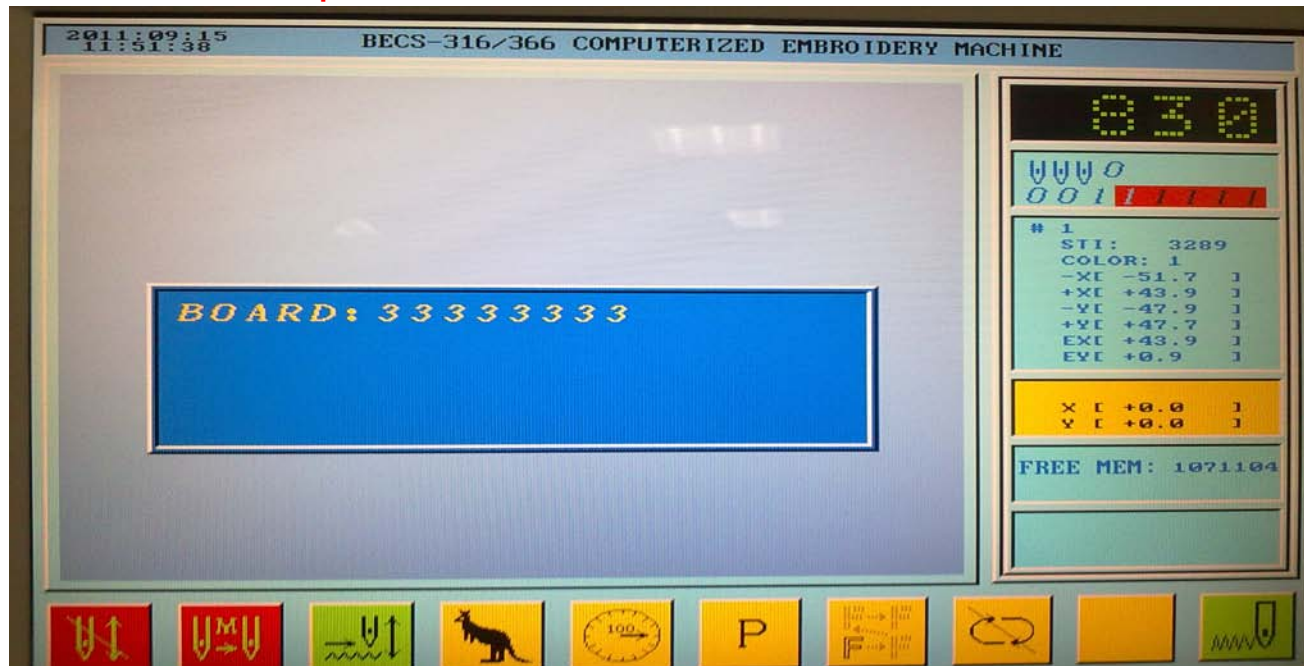 2011:09:15
11:51:38
BECS-316/366 COMPUTERIZED EMBROIDERY MACHINE
830
0
00111111
# 1
STI: 3289
COLOR: 1
-X[ -51.7 ]
+X[ +43.9 ]
-Y[ -47.9 ]
+Y[ +47.7 ]
EX[ +43.9 ]
EY[ +0.9 ]
BOARD: 33333333
X [ +0.0 ]
Y [ +0.0 ]
FREE MEM: 1071104
M
100
P
F